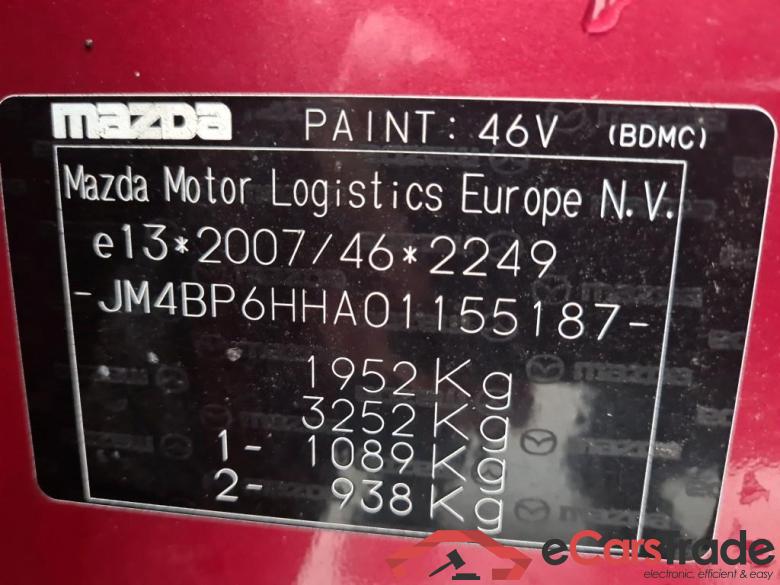 mazda PAINT: 46V (BDMC)
Mazda Motor Logistics Europe N.V.
e13*2007/46*2249
-JM4BP6HHA01155187-
1952 Kg
3252 Kg
1- 1089 Kg
2- 938 Kg
eCarsTrade
electronic, efficient & easy